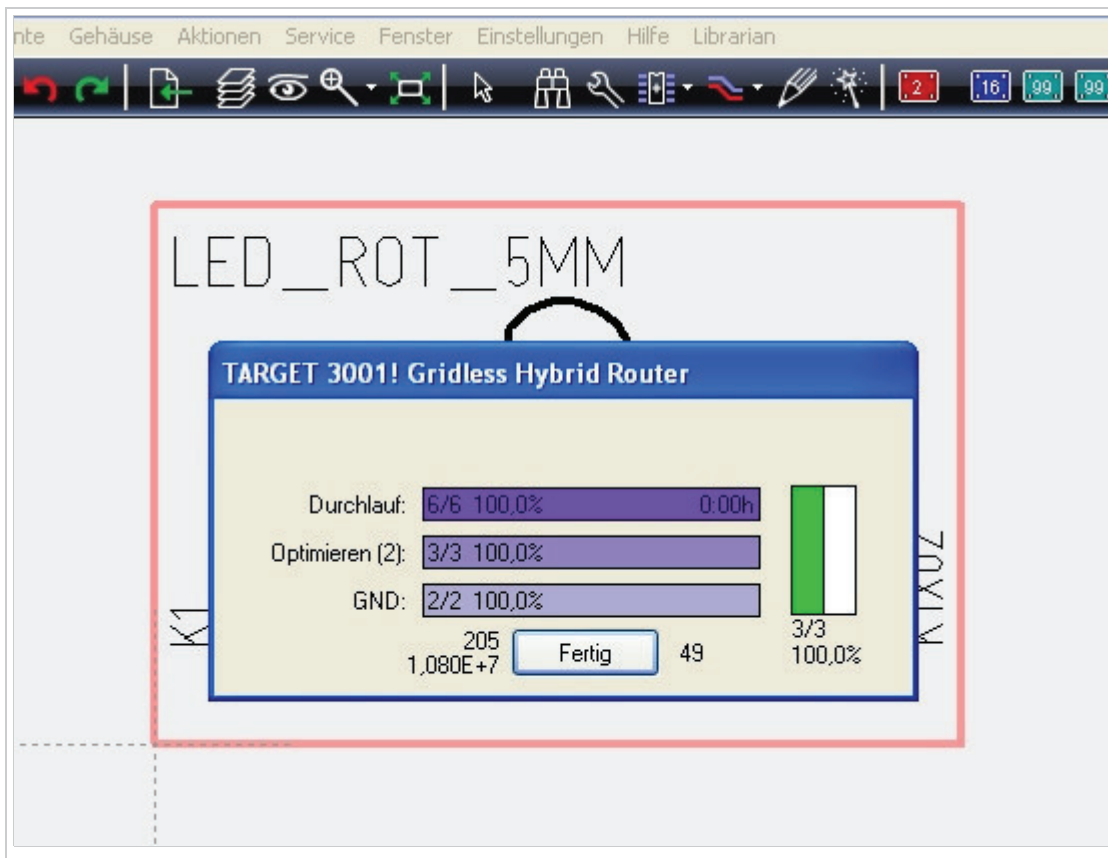 nte Gehäuse Aktionen Service Fenster Einstellungen Hilfe Librarian
2 16 99 99
LED_ROT_5MM
TARGET 3001! Gridless Hybrid Router
Durchlauf: 6/6 100,0% 0:00h
Optimieren (2): 3/3 100,0%
GND: 2/2 100,0%
3/3
100,0%
205
1,080E+7
Fertig
49
K1
K1X02